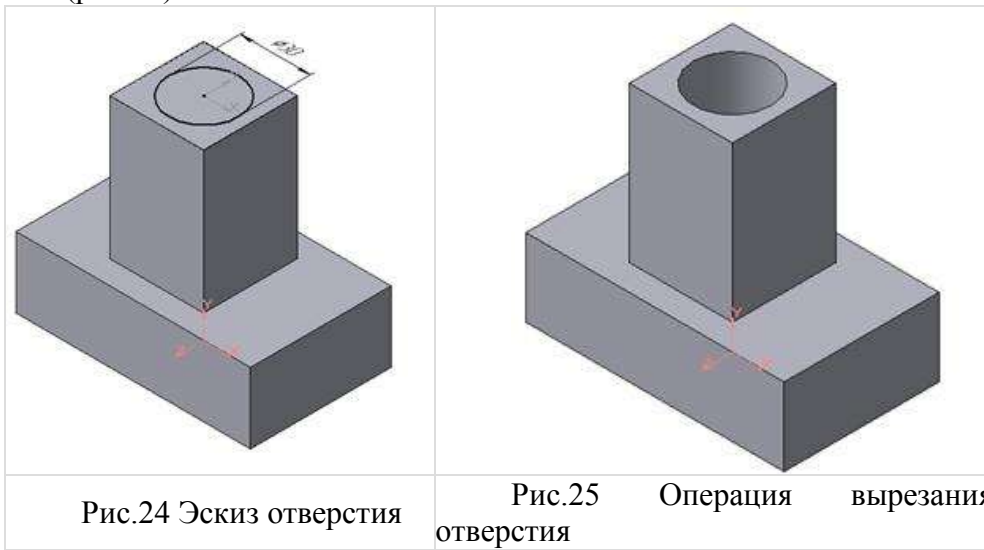 Рис.24 Эскиз отверстия
Рис.25 Операция вырезания
отверстия